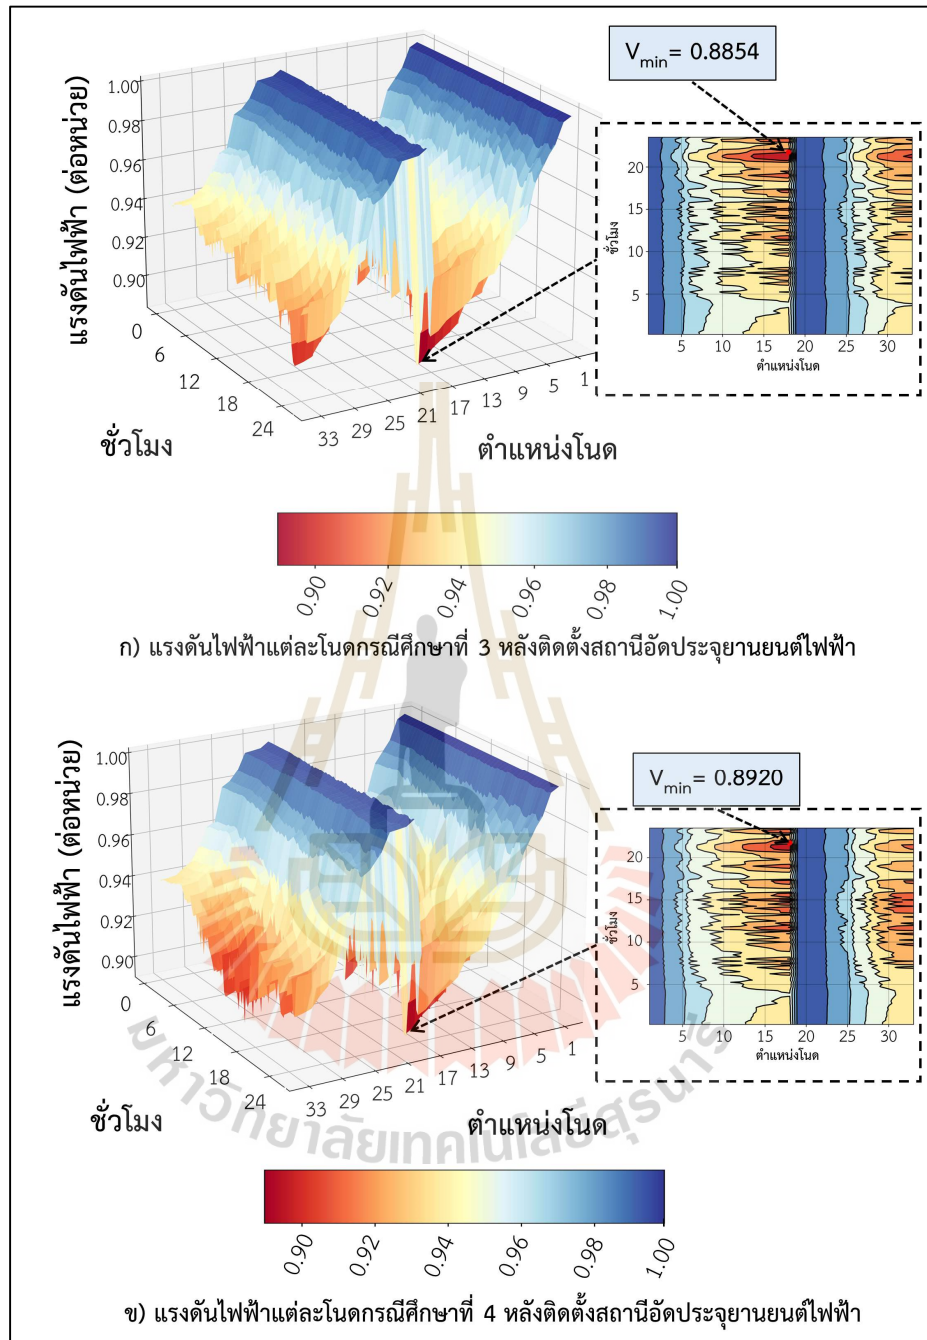 V_min = 0.8854
แรงดันไฟฟ้า (ต่อหน่วย)
1.00
0.98
0.96
0.94
0.92
0.90
0
6
12
18
24
33 29 25 21 17 13 9 5 1
ชั่วโมง
ตำแหน่งโนด
ชั่วโมง
20
15
10
5
5 10 15 20 25 30
ตำแหน่งโนด
0.90 0.92 0.94 0.96 0.98 1.00
ก) แรงดันไฟฟ้าแต่ละโนดกรณีศึกษาที่ 3 หลังติดตั้งสถานีอัดประจุยานยนต์ไฟฟ้า
V_min = 0.8920
แรงดันไฟฟ้า (ต่อหน่วย)
1.00
0.98
0.96
0.94
0.92
0.90
0
6
12
18
24
33 29 25 21 17 13 9 5 1
ชั่วโมง
ตำแหน่งโนด
ชั่วโมง
20
15
10
5
5 10 15 20 25 30
ตำแหน่งโนด
มหาวิทยาลัยเทคโนโลยีสุรนารี
0.90 0.92 0.94 0.96 0.98 1.00
ข) แรงดันไฟฟ้าแต่ละโนดกรณีศึกษาที่ 4 หลังติดตั้งสถานีอัดประจุยานยนต์ไฟฟ้า